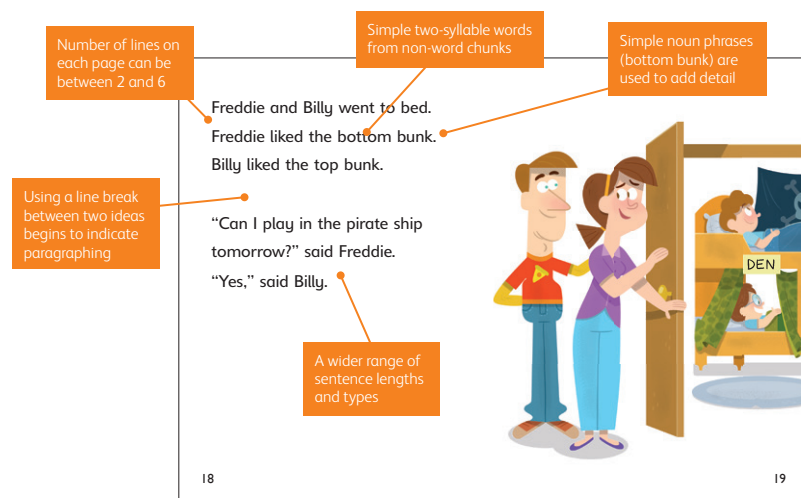 Number of lines on
each page can be
between 2 and 6
Simple two-syllable words
from non-word chunks
Simple noun phrases
(bottom bunk) are
used to add detail
Freddie and Billy went to bed.
Freddie liked the bottom bunk.
Billy liked the top bunk.
Using a line break
between two ideas
begins to indicate
paragraphing
“Can I play in the pirate ship
tomorrow?” said Freddie.
“Yes,” said Billy.
DEN
A wider range of
sentence lengths
and types
18
19